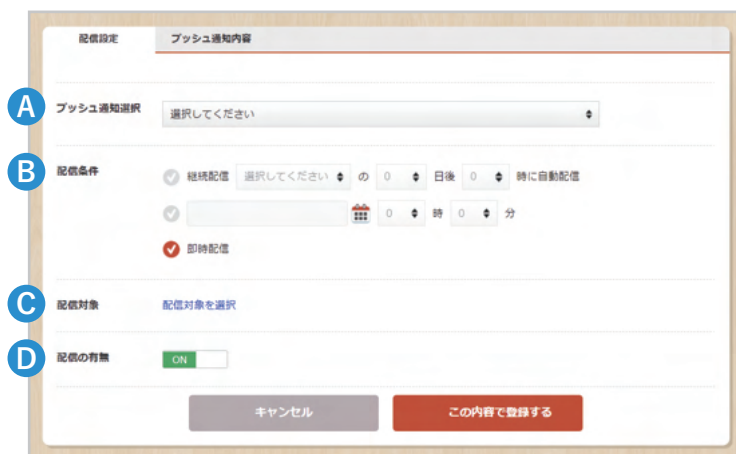 配信設定 プッシュ通知内容
A プッシュ通知選択 選択してください
B 配信条件 継続配信 選択してください の 0 日後 0 時に自動配信
0 時 0 分
即時配信
C 配信対象 配信対象を選択
D 配信の有無 ON
キャンセル この内容で登録する